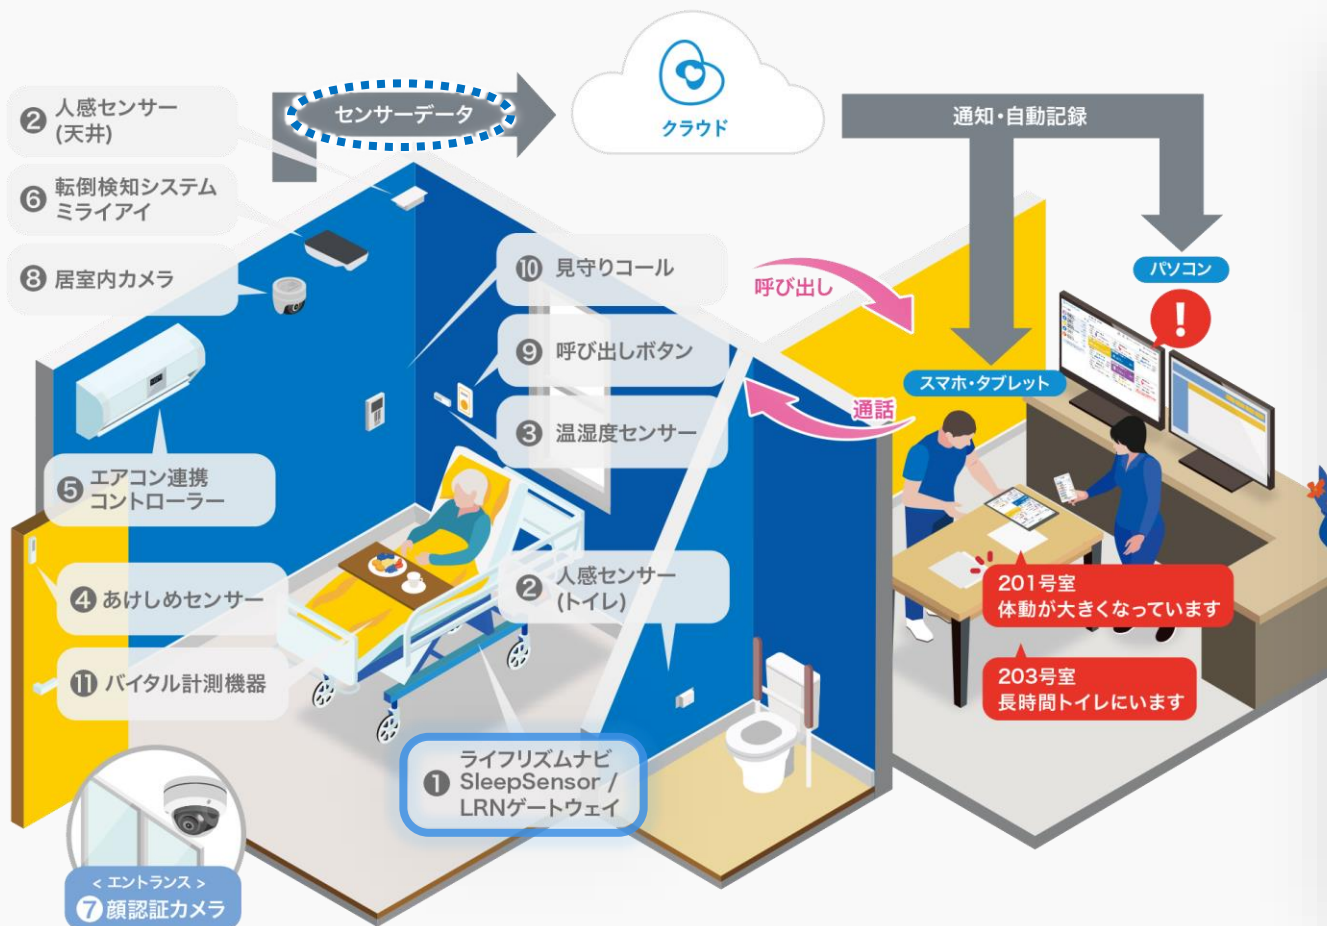 センサーデータ
クラウド
通知・自動記録
❷ 人感センサー
(天井)
❻ 転倒検知システム
ミライアイ
❽ 居室内カメラ
❿ 見守りコール
❾ 呼び出しボタン
❸ 温湿度センサー
呼び出し
通話
パソコン
!
スマホ・タブレット
❺ エアコン連携
コントローラー
❹ あけしめセンサー
⓫ バイタル計測機器
❷ 人感センサー
(トイレ)
❶ ライフリズムナビ
SleepSensor /
LRNゲートウェイ
201号室
体動が大きくなっています
203号室
長時間トイレにいます
< エントランス >
❼ 顔認証カメラ